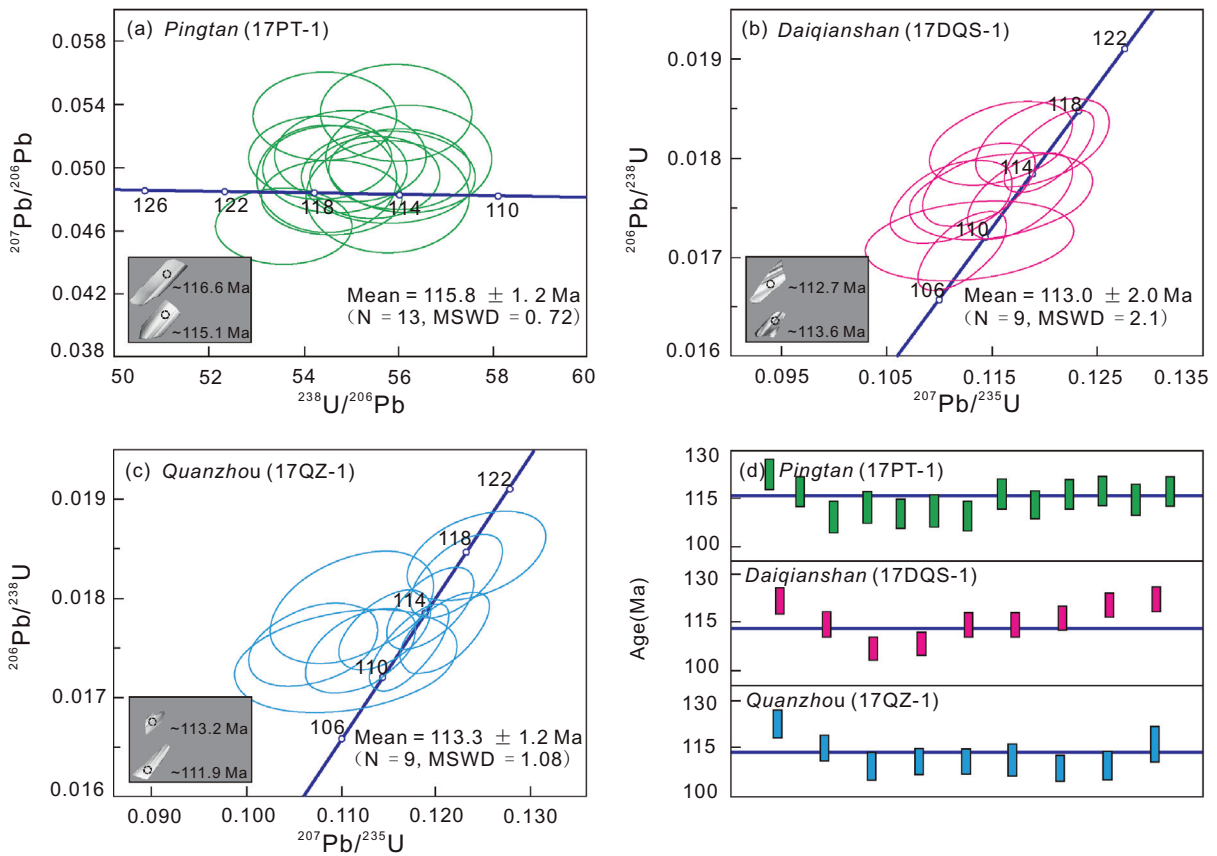 (a) Pingtan (17PT-1)
0.058
0.054
0.050
0.046
0.042
0.038
²⁰⁷Pb/²⁰⁶Pb
126
122
118
114
110
~116.6 Ma
~115.1 Ma
Mean = 115.8 ± 1.2 Ma
(N = 13, MSWD = 0.72)
50
52
54
56
58
60
²³⁸U/²⁰⁶Pb
(b) Daiqianshan (17DQS-1)
0.019
0.018
0.017
0.016
²⁰⁶Pb/²³⁸U
122
118
114
110
106
~112.7 Ma
~113.6 Ma
Mean = 113.0 ± 2.0 Ma
(N = 9, MSWD = 2.1)
0.095
0.105
0.115
0.125
0.135
²⁰⁷Pb/²³⁵U
(c) Quanzhou (17QZ-1)
0.019
0.018
0.017
0.016
²⁰⁶Pb/²³⁸U
122
118
114
110
106
~113.2 Ma
~111.9 Ma
Mean = 113.3 ± 1.2 Ma
(N = 9, MSWD = 1.08)
0.090
0.100
0.110
0.120
0.130
²⁰⁷Pb/²³⁵U
(d) Pingtan (17PT-1)
130
115
100
Daiqianshan (17DQS-1)
130
115
100
Age(Ma)
Quanzhou (17QZ-1)
130
115
100